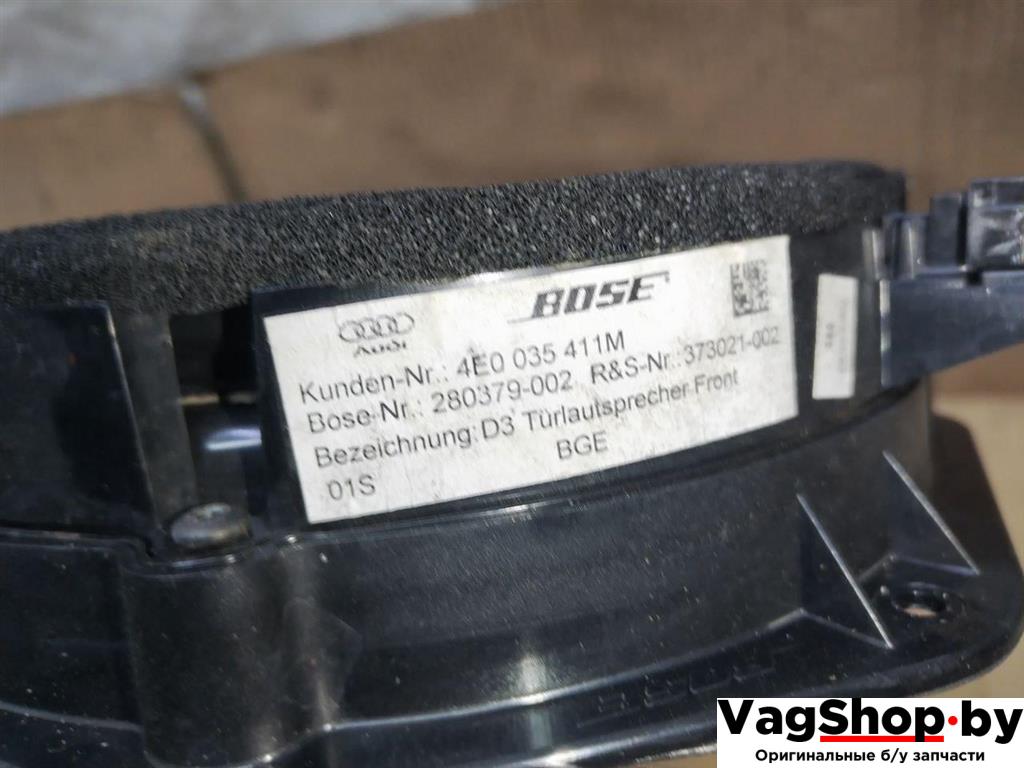 BOSE
AUDI
Kunden-Nr.: 4E0 035 411M
Bose-Nr.: 280379-002 R&S-Nr.: 373021-002
Bezeichnung: D3 Türlautsprecher Front
01S BGE
BOSE
VagShop.by
Оригинальные б/у запчасти